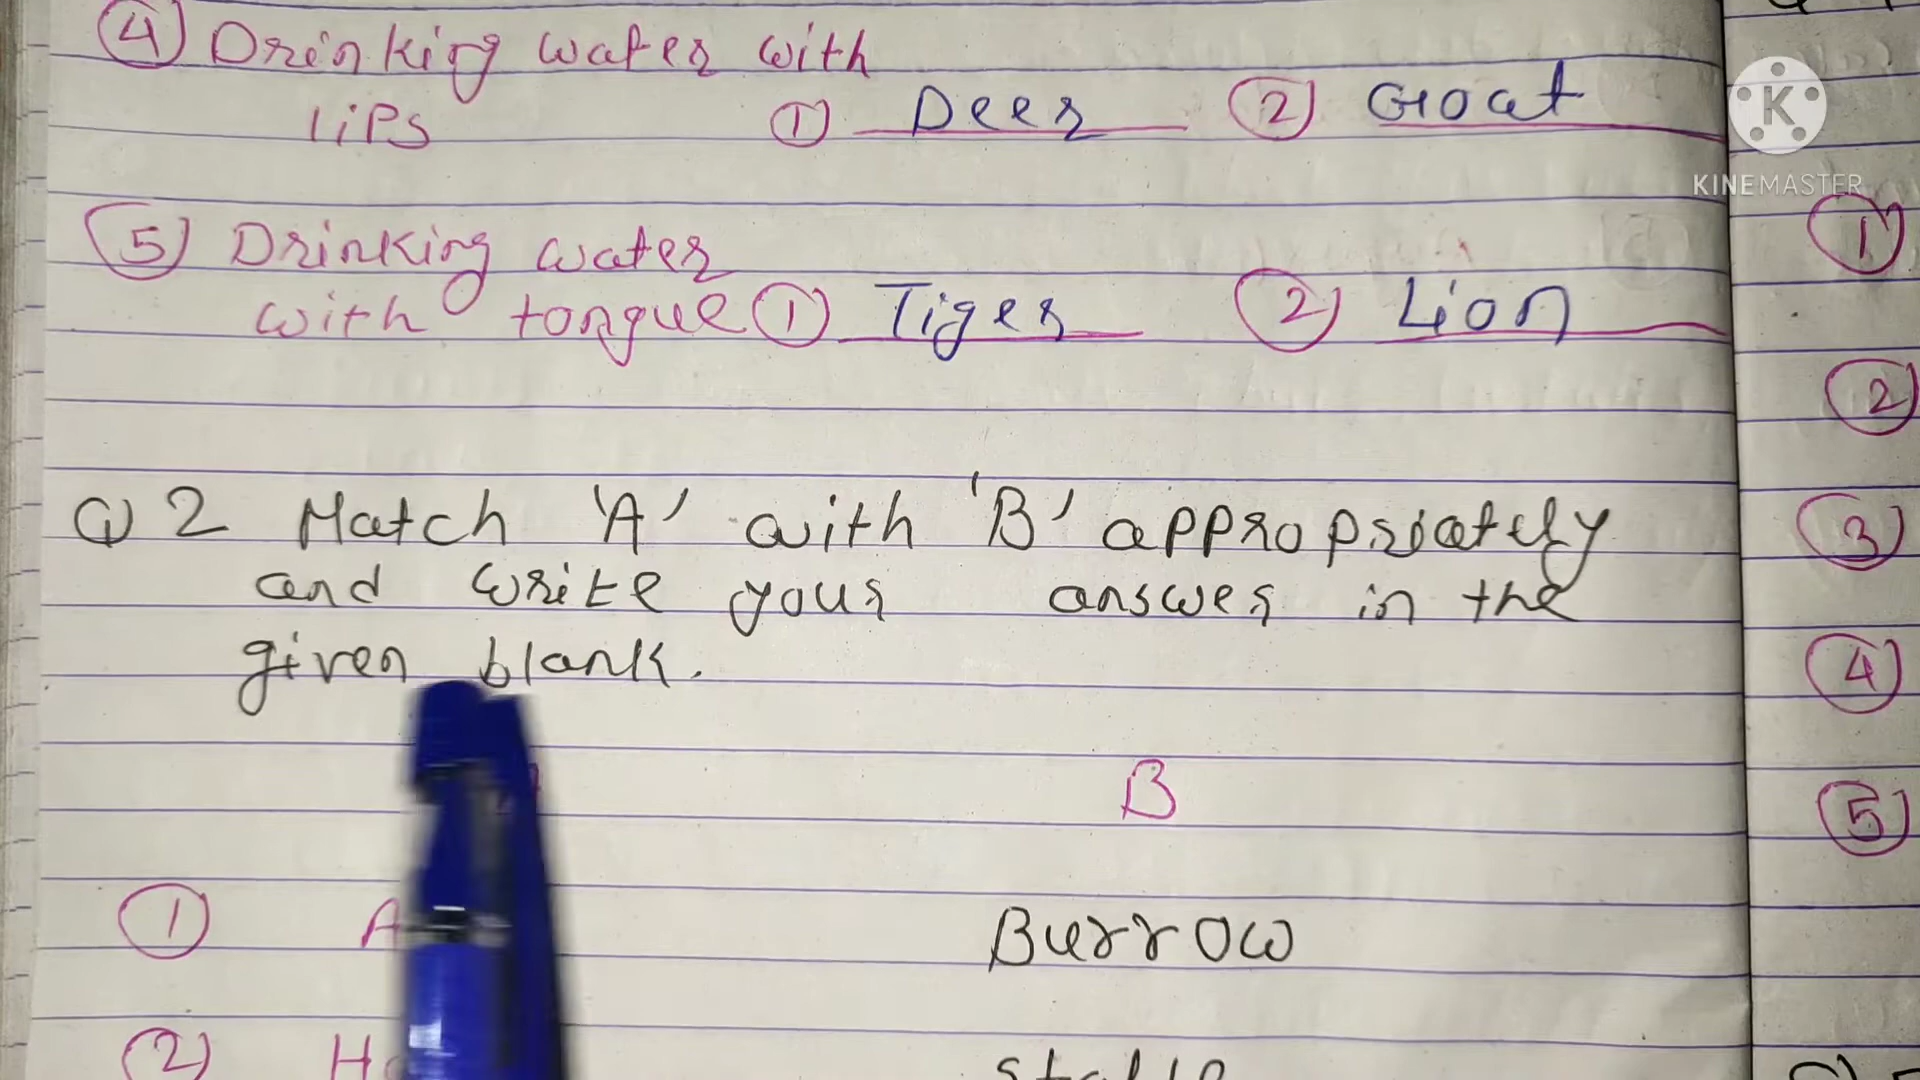 4 Drinking water with
lips 1 Deer 2 Goat
KINEMASTER
5 Drinking water
with tongue 1 Tiger 2 Lion
Q 2 Match 'A' with 'B' appropriately
and write your answer in the
given blank.
B
1 Burrow
2
1
2
3
4
5